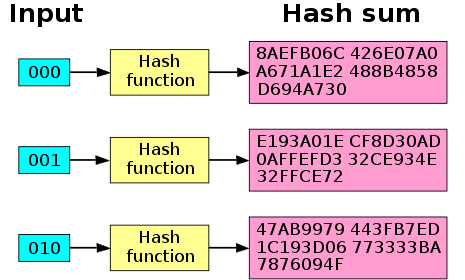 Input
Hash sum
000
Hash
function
8AEFB06C 426E07A0
A671A1E2 488B4858
D694A730
001
Hash
function
E193A01E CF8D30AD
0AFFEFD3 32CE934E
32FFCE72
010
Hash
function
47AB9979 443FB7ED
1C193D06 773333BA
7876094F